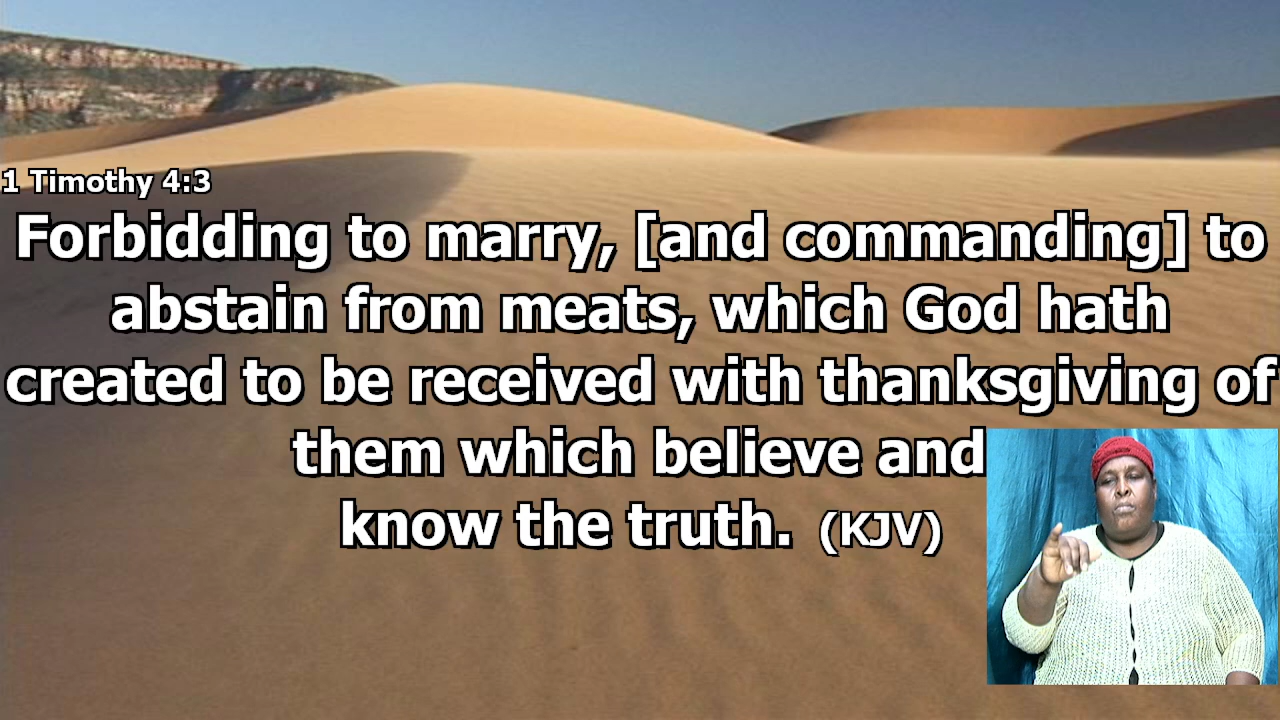 1 Timothy 4:3
Forbidding to marry, [and commanding] to
abstain from meats, which God hath
created to be received with thanksgiving of
them which believe and
know the truth. (KJV)